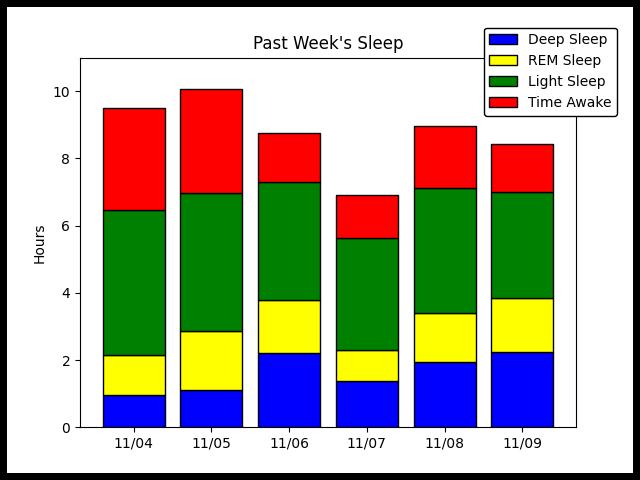 Past Week's Sleep
Deep Sleep
REM Sleep
Light Sleep
Time Awake
Hours
10
8
6
4
2
0
11/04 11/05 11/06 11/07 11/08 11/09